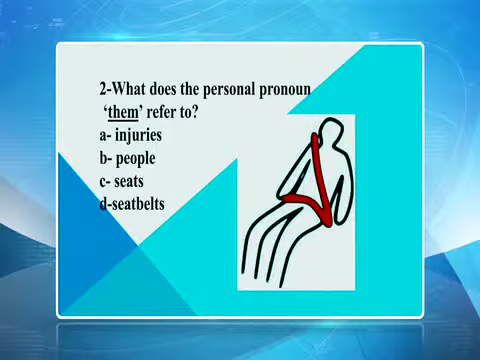 2-What does the personal pronoun
‘them’ refer to?
a- injuries
b- people
c- seats
d-seatbelts